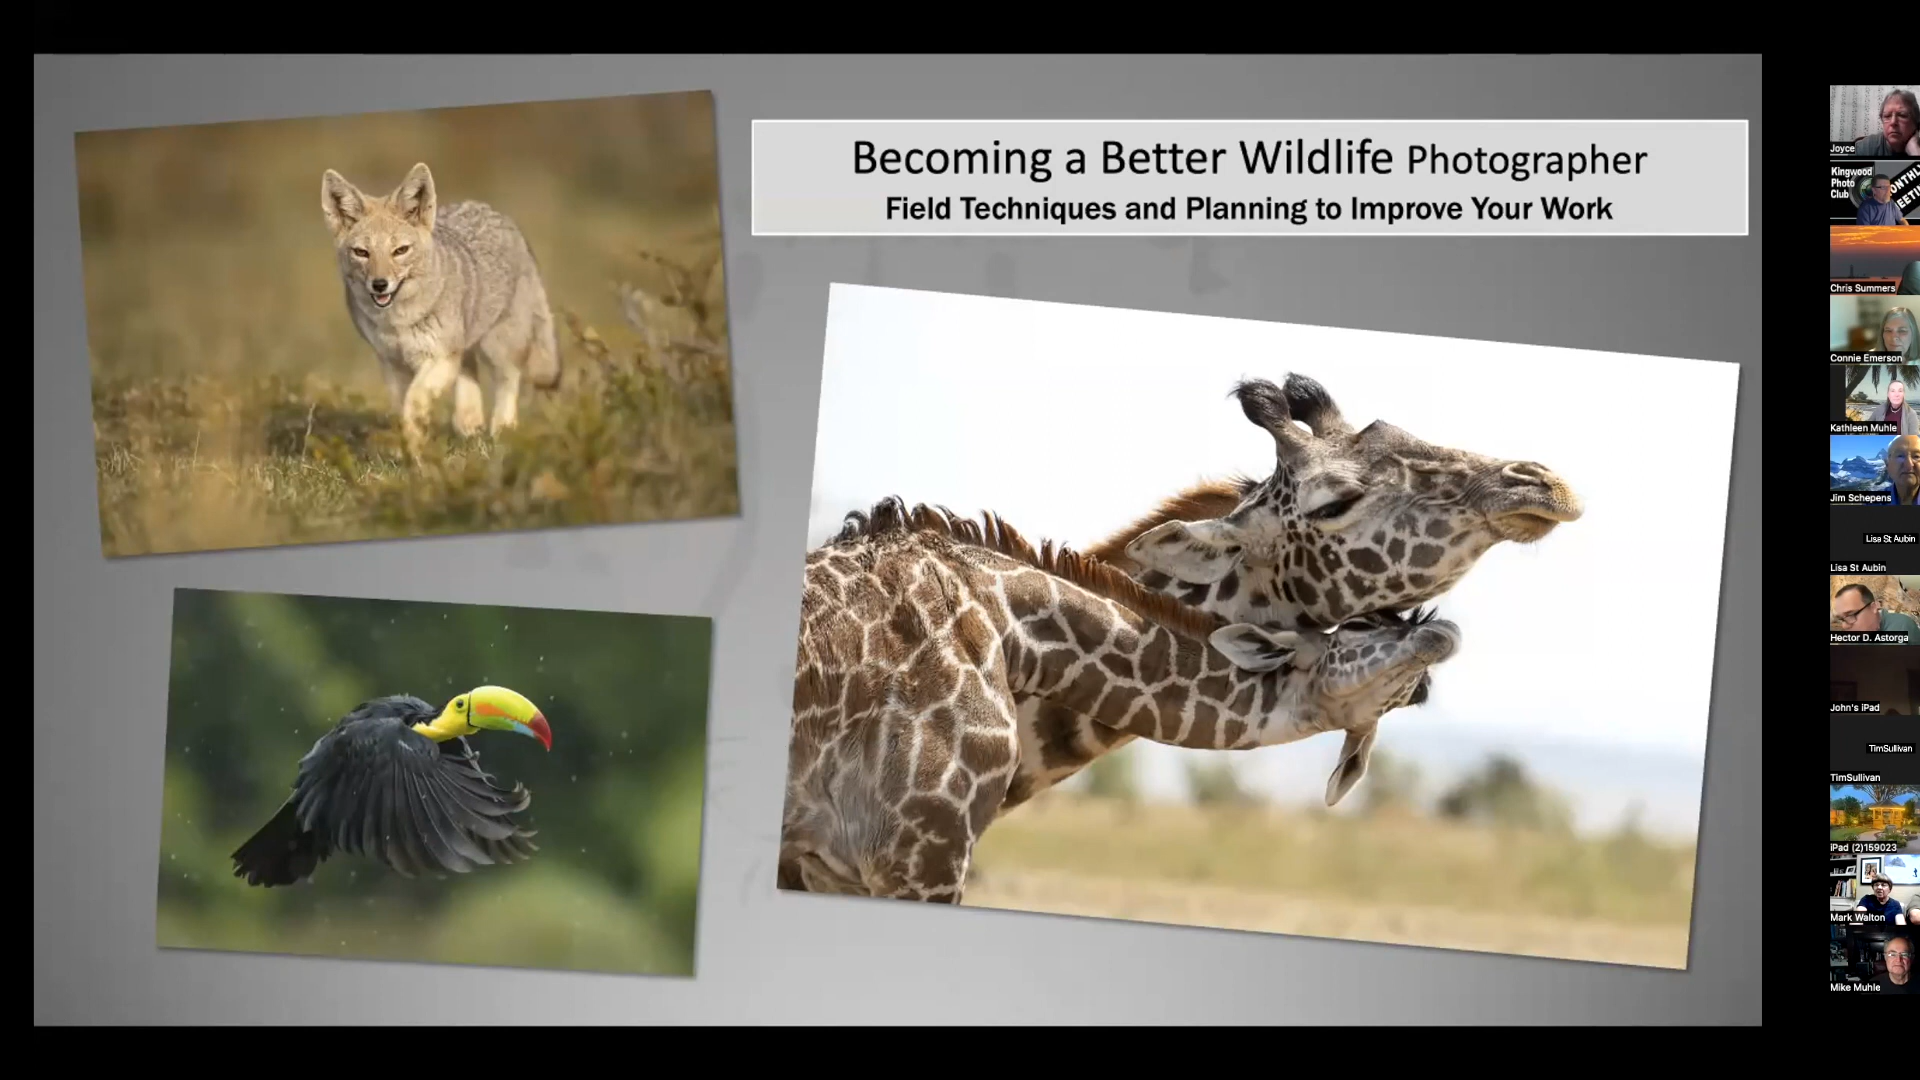 Becoming a Better Wildlife Photographer
Field Techniques and Planning to Improve Your Work
Joyce
Kingwood
Photo
Club
Chris Summers
Connie Emerson
Kathleen Muhle
Jim Schepens
Lisa St Aubin
Lisa St Aubin
Hector D. Astorga
John's iPad
TimSullivan
TimSullivan
iPad (2)159023
Mark Walton
Mike Muhle